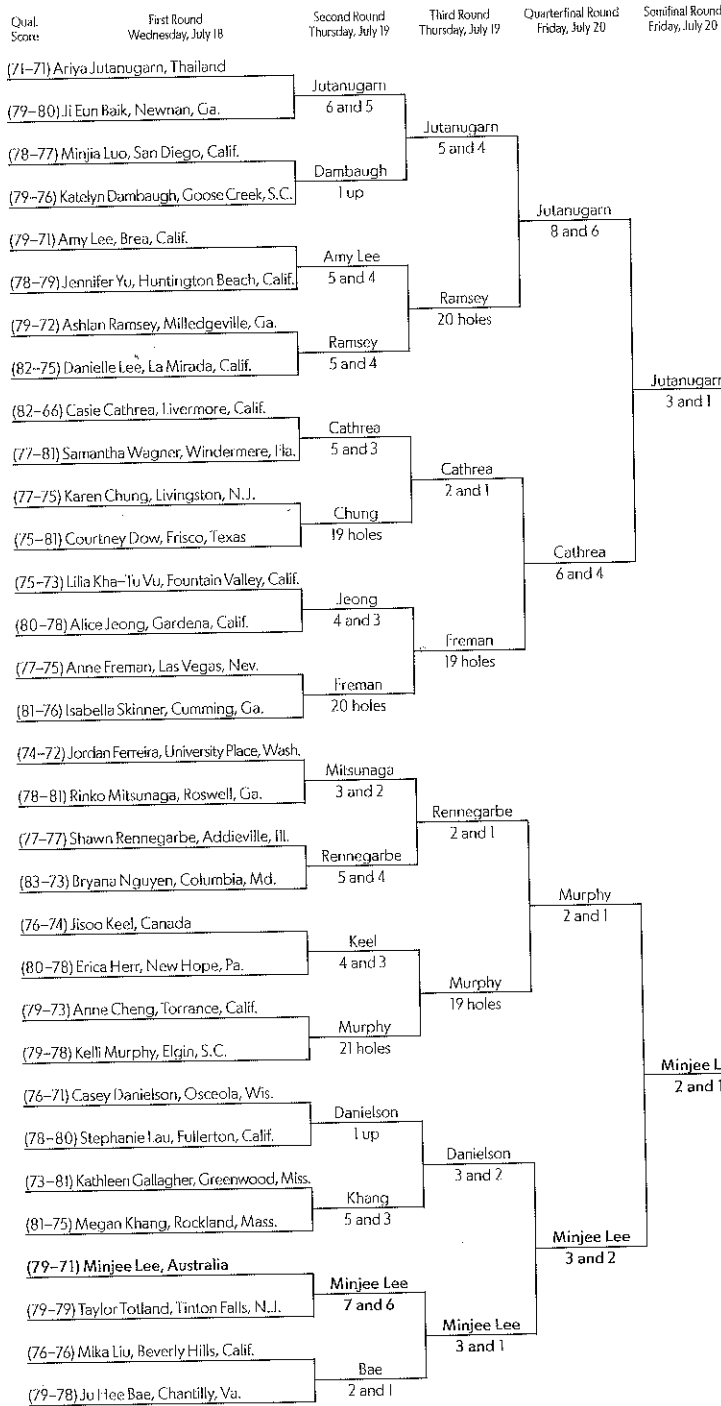 Qual. Score
First Round
Wednesday, July 18
Second Round
Thursday, July 19
Third Round
Thursday, July 19
Quarterfinal Round
Friday, July 20
Semifinal Round
Friday, July 20
(71-71) Ariya Jutanugarn, Thailand
(79-80) Ji Eun Baik, Newnan, Ga.
(78-77) Minjia Luo, San Diego, Calif.
(79-76) Katelyn Dambaugh, Goose Creek, S.C.
(79-71) Amy Lee, Brea, Calif.
(78-79) Jennifer Yu, Huntington Beach, Calif.
(79-72) Ashlan Ramsey, Milledgeville, Ga.
(82-75) Danielle Lee, La Mirada, Calif.
(82-66) Casie Cathrea, Livermore, Calif.
(77-81) Samantha Wagner, Windermere, Fla.
(77-75) Karen Chung, Livingston, N.J.
(75-81) Courtney Dow, Frisco, Texas
(75-73) Lilia Kha-Tu Vu, Fountain Valley, Calif.
(80-78) Alice Jeong, Gardena, Calif.
(77-75) Anne Freman, Las Vegas, Nev.
(81-76) Isabella Skinner, Cumming, Ga.
(74-72) Jordan Ferreira, University Place, Wash.
(78-81) Rinko Mitsunaga, Roswell, Ga.
(77-77) Shawn Rennegarbe, Addieville, Ill.
(83-73) Bryana Nguyen, Columbia, Md.
(76-74) Jisoo Keel, Canada
(80-78) Erica Herr, New Hope, Pa.
(79-73) Anne Cheng, Torrance, Calif.
(79-78) Kelli Murphy, Elgin, S.C.
(76-71) Casey Danielson, Osceola, Wis.
(78-80) Stephanie Lau, Fullerton, Calif.
(73-81) Kathleen Gallagher, Greenwood, Miss.
(81-75) Megan Khang, Rockland, Mass.
(79-71) Minjee Lee, Australia
(79-79) Taylor Totland, Tinton Falls, N.J.
(76-76) Mika Liu, Beverly Hills, Calif.
(79-78) Ju Hee Bae, Chantilly, Va.
Jutanugarn
6 and 5
Dambaugh
1 up
Amy Lee
5 and 4
Ramsey
5 and 4
Cathrea
5 and 3
Chung
19 holes
Jeong
4 and 3
Freman
20 holes
Mitsunaga
3 and 2
Rennegarbe
5 and 4
Keel
4 and 3
Murphy
21 holes
Danielson
1 up
Khang
5 and 3
Minjee Lee
7 and 6
Bae
2 and 1
Jutanugarn
5 and 4
Ramsey
20 holes
Cathrea
2 and 1
Freman
19 holes
Rennegarbe
2 and 1
Murphy
19 holes
Danielson
3 and 2
Minjee Lee
3 and 1
Jutanugarn
8 and 6
Cathrea
6 and 4
Murphy
2 and 1
Minjee Lee
3 and 2
Jutanugarn
3 and 1
Minjee L
2 and 1